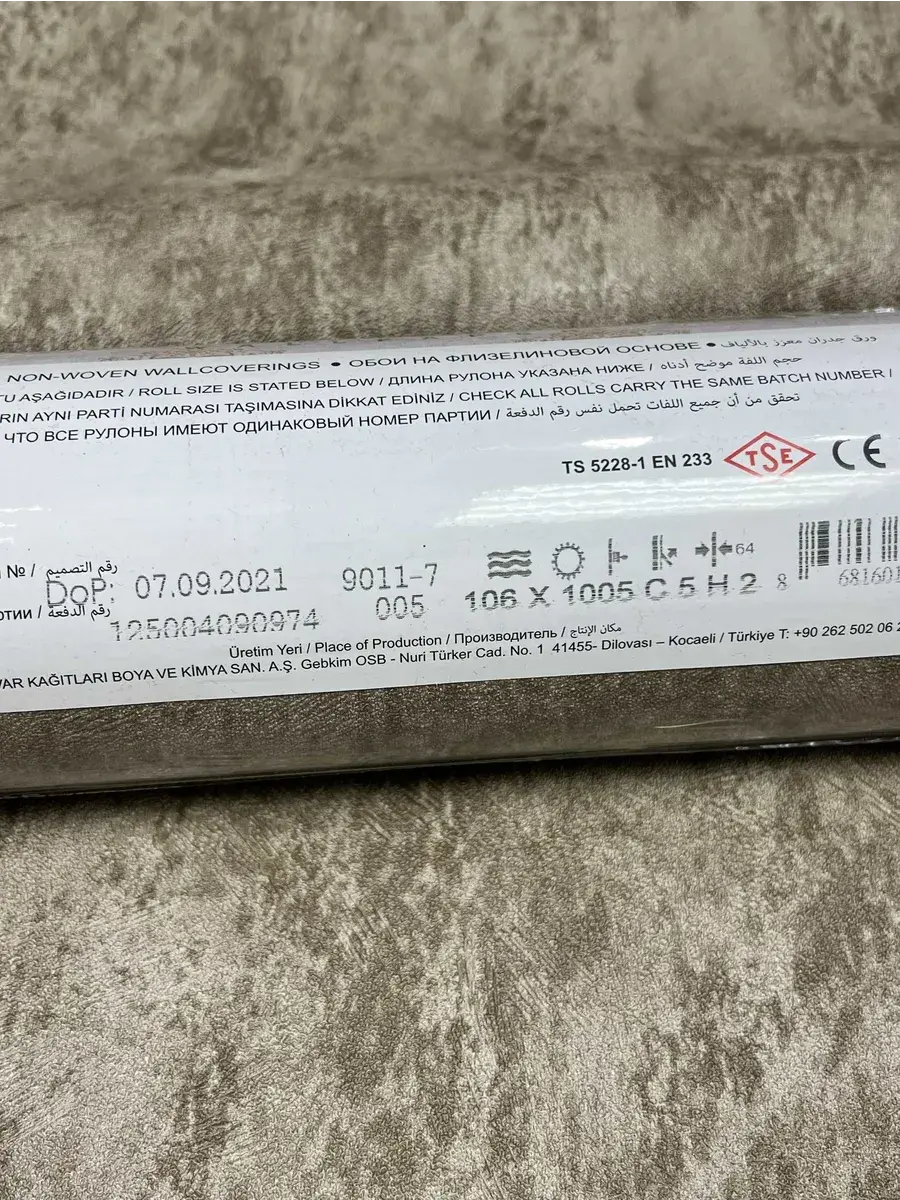 NON-WOVEN WALLCOVERINGS • ОБОИ НА ФЛИЗЕЛИНОВОЙ ОСНОВЕ • ورق جدران معزز بالألياف
AŞAĞIDADIR / ROLL SIZE IS STATED BELOW / ДЛИНА РУЛОНА УКАЗАНА НИЖЕ / حجم اللفة موضح أدناه
AYNI PARTİ NUMARASI TAŞIMASINA DİKKAT EDİNİZ / CHECK ALL ROLLS CARRY THE SAME BATCH NUMBER /
ЧТО ВСЕ РУЛОНЫ ИМЕЮТ ОДИНАКОВЫЙ НОМЕР ПАРТИИ / تحقق من أن جميع اللفات تحمل نفس رقم الدفعة
TS 5228-1 EN 233 TSE CE
№ / رقم التصميم
DoP: 07.09.2021 9011-7
64
/ رقم الدفعة
125004090974 005 106 X 1005 C 5 H 2
8 681601
Üretim Yeri / Place of Production / Производитель / مكان الإنتاج
KAĞITLARI BOYA VE KİMYA SAN. A.Ş. Gebkim OSB - Nuri Türker Cad. No. 1 41455- Dilovası – Kocaeli / Türkiye T: +90 262 502 06